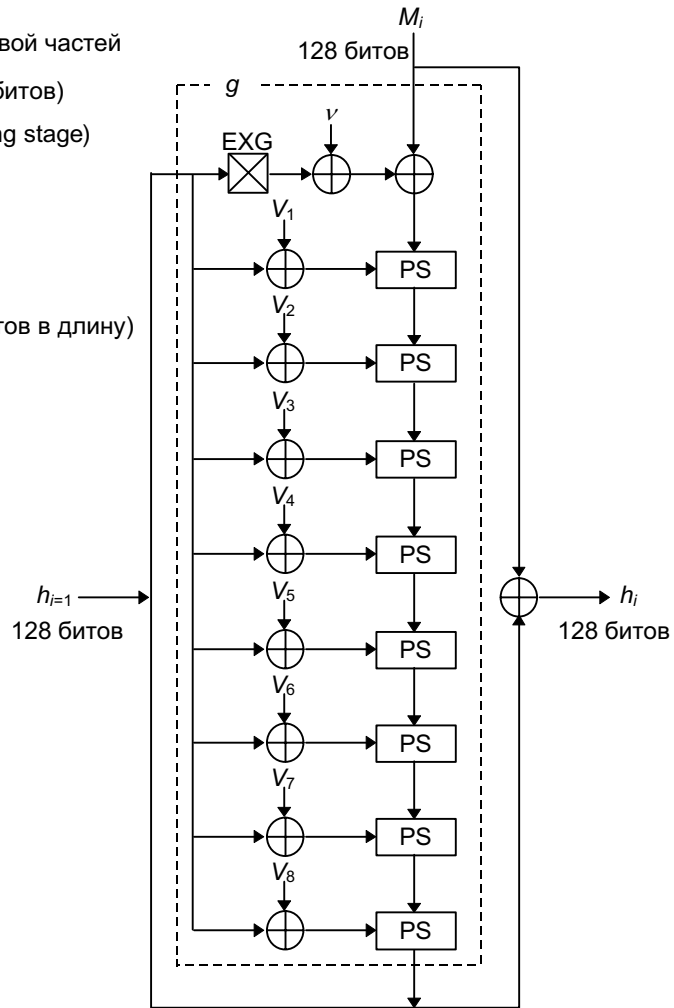 M_i
вой частей
128 битов
битов)
g
ng stage)
ν
EXG
V_1
PS
V_2
тов в длину)
PS
V_3
PS
V_4
PS
h_{i=1}
h_i
V_5
128 битов
128 битов
PS
V_6
PS
V_7
PS
V_8
PS